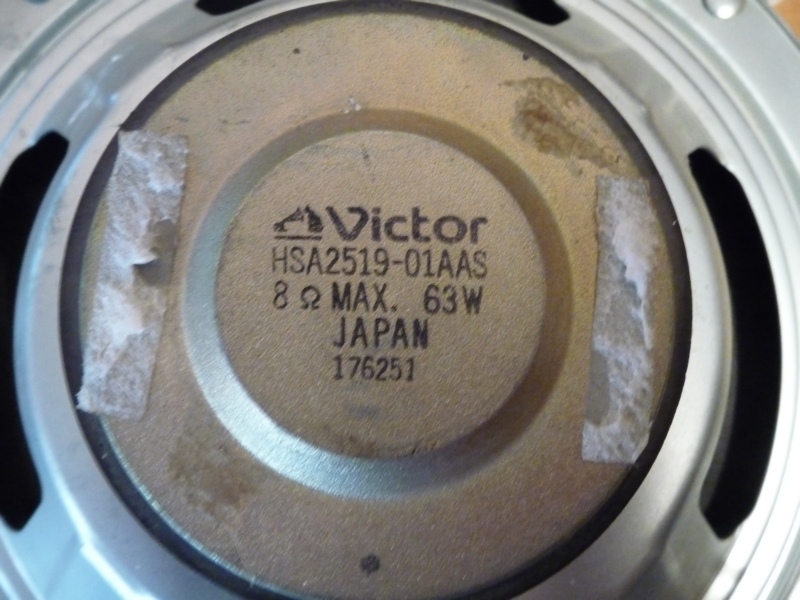 Victor
HSA2519-01AAS
8 Ω MAX. 63W
JAPAN
176251